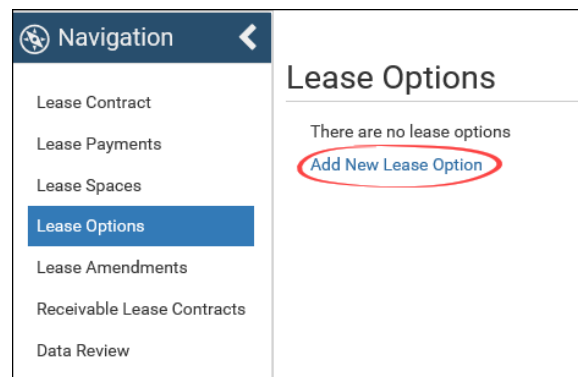 Navigation
Lease Contract
Lease Payments
Lease Spaces
Lease Options
Lease Amendments
Receivable Lease Contracts
Data Review
Lease Options
There are no lease options
Add New Lease Option